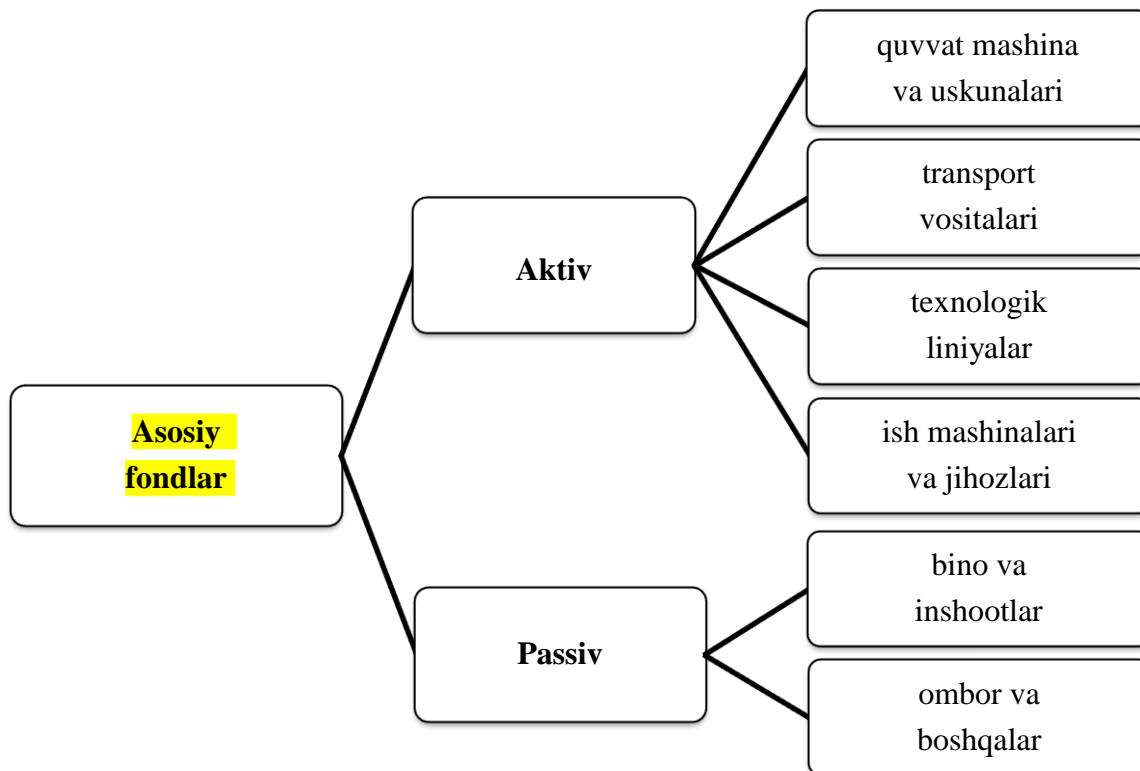 quvvat mashina
va uskunalari
transport
vositalari
Aktiv
texnologik
liniyalar
Asosiy
fondlar
ish mashinalari
va jihozlari
bino va
inshootlar
Passiv
ombor va
boshqalar